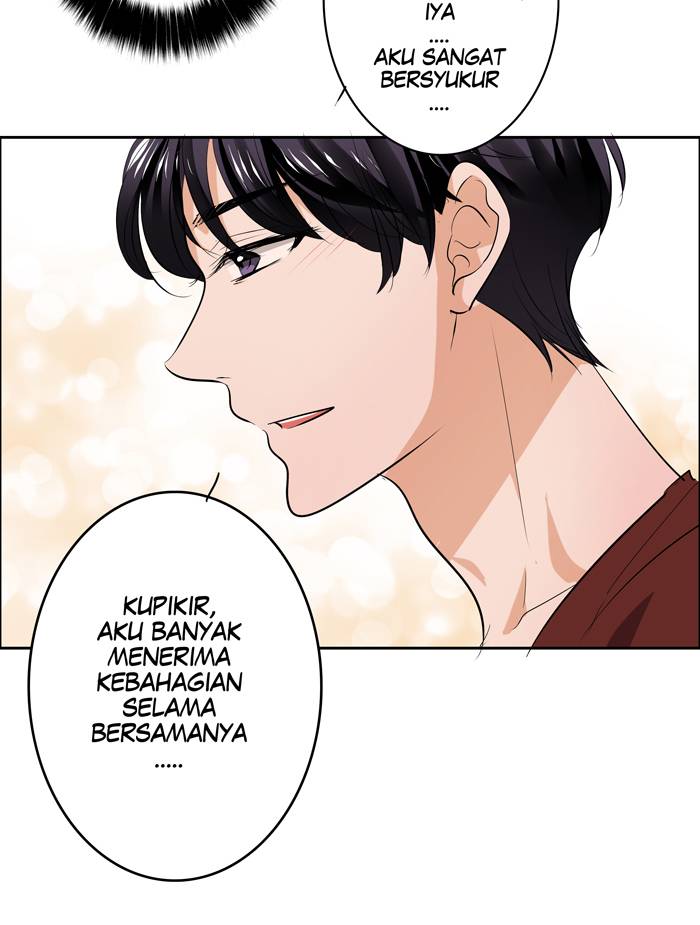 IYA
....
AKU SANGAT
BERSYUKUR
....
KUPIKIR,
AKU BANYAK
MENERIMA
KEBAHAGIAN
SELAMA
BERSAMANYA
.....